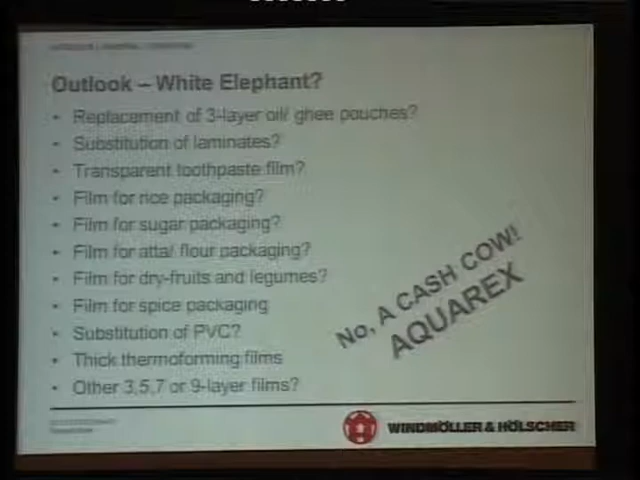 Outlook – White Elephant?
• Replacement of 3-layer oil/ ghee pouches?
• Substitution of laminates?
• Transparent toothpaste film?
• Film for rice packaging?
• Film for sugar packaging?
• Film for atta/ flour packaging?
• Film for dry-fruits and legumes?
• Film for spice packaging
• Substitution of PVC?
• Thick thermoforming films
• Other 3,5,7 or 9-layer films?
No, A CASH COW!
AQUAREX
WINDMÖLLER & HÖLSCHER